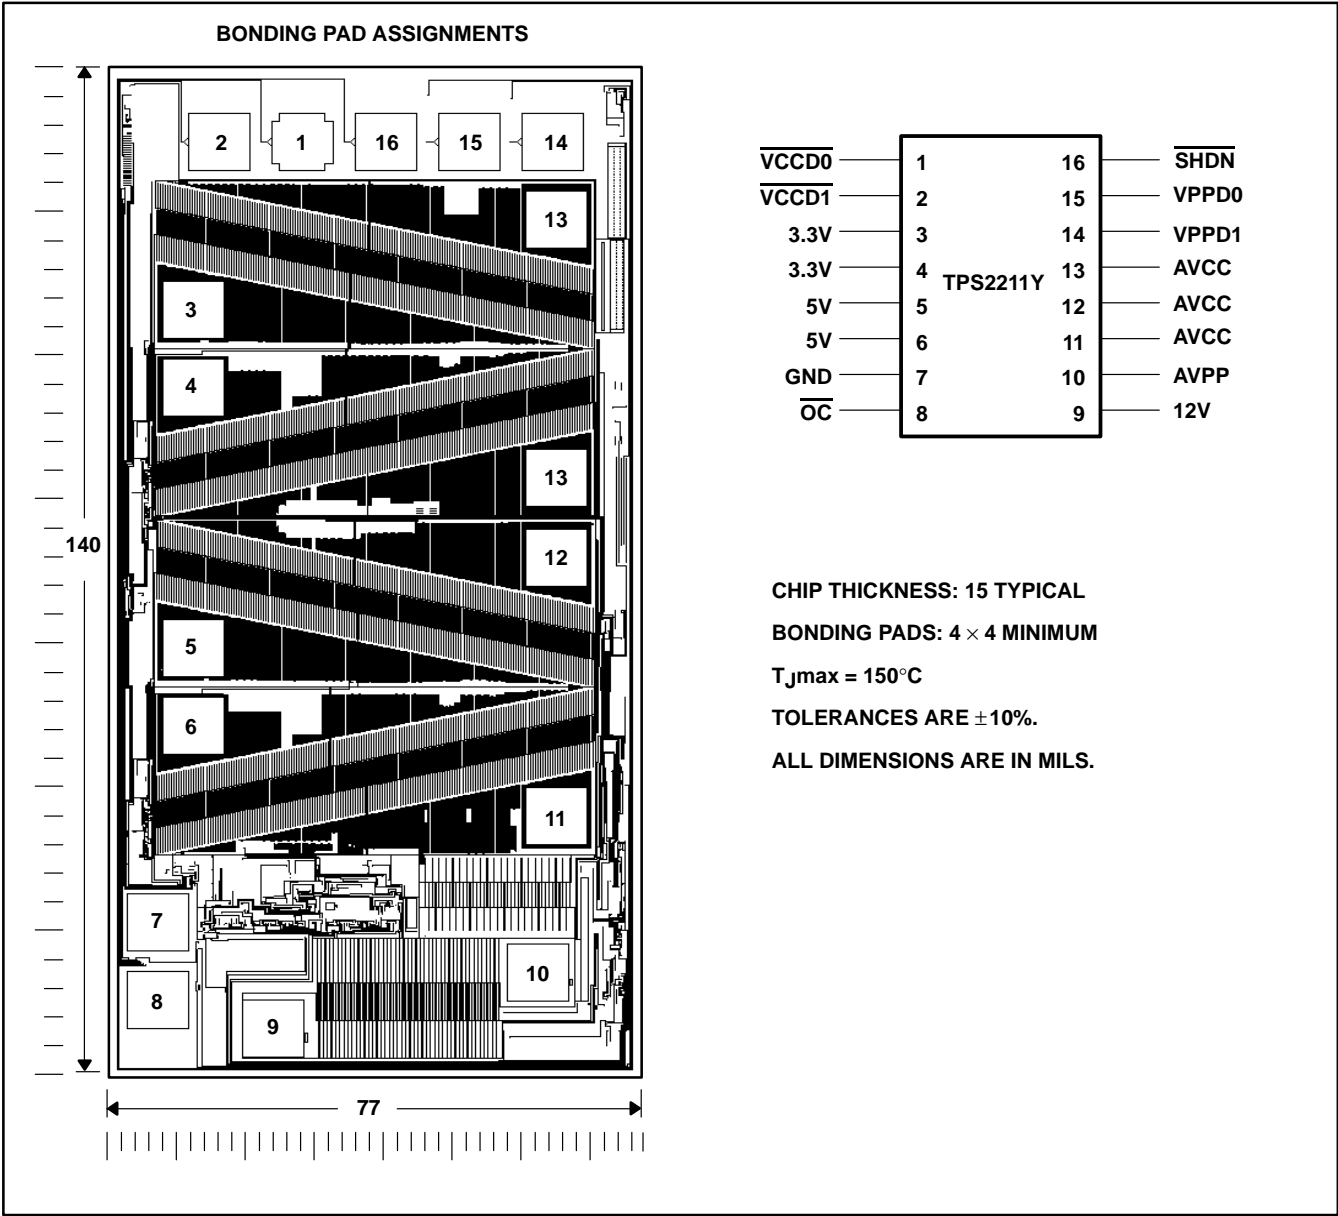 BONDING PAD ASSIGNMENTS
2 1 16 15 14
13
3
4
13
12
5
6
11
7
10
8
9
140
77
VCCD0 1 16 SHDN
VCCD1 2 15 VPPD0
3.3V 3 14 VPPD1
3.3V 4 13 AVCC
TPS2211Y
5V 5 12 AVCC
5V 6 11 AVCC
GND 7 10 AVPP
OC 8 9 12V
CHIP THICKNESS: 15 TYPICAL
BONDING PADS: 4 × 4 MINIMUM
TJmax = 150°C
TOLERANCES ARE ±10%.
ALL DIMENSIONS ARE IN MILS.